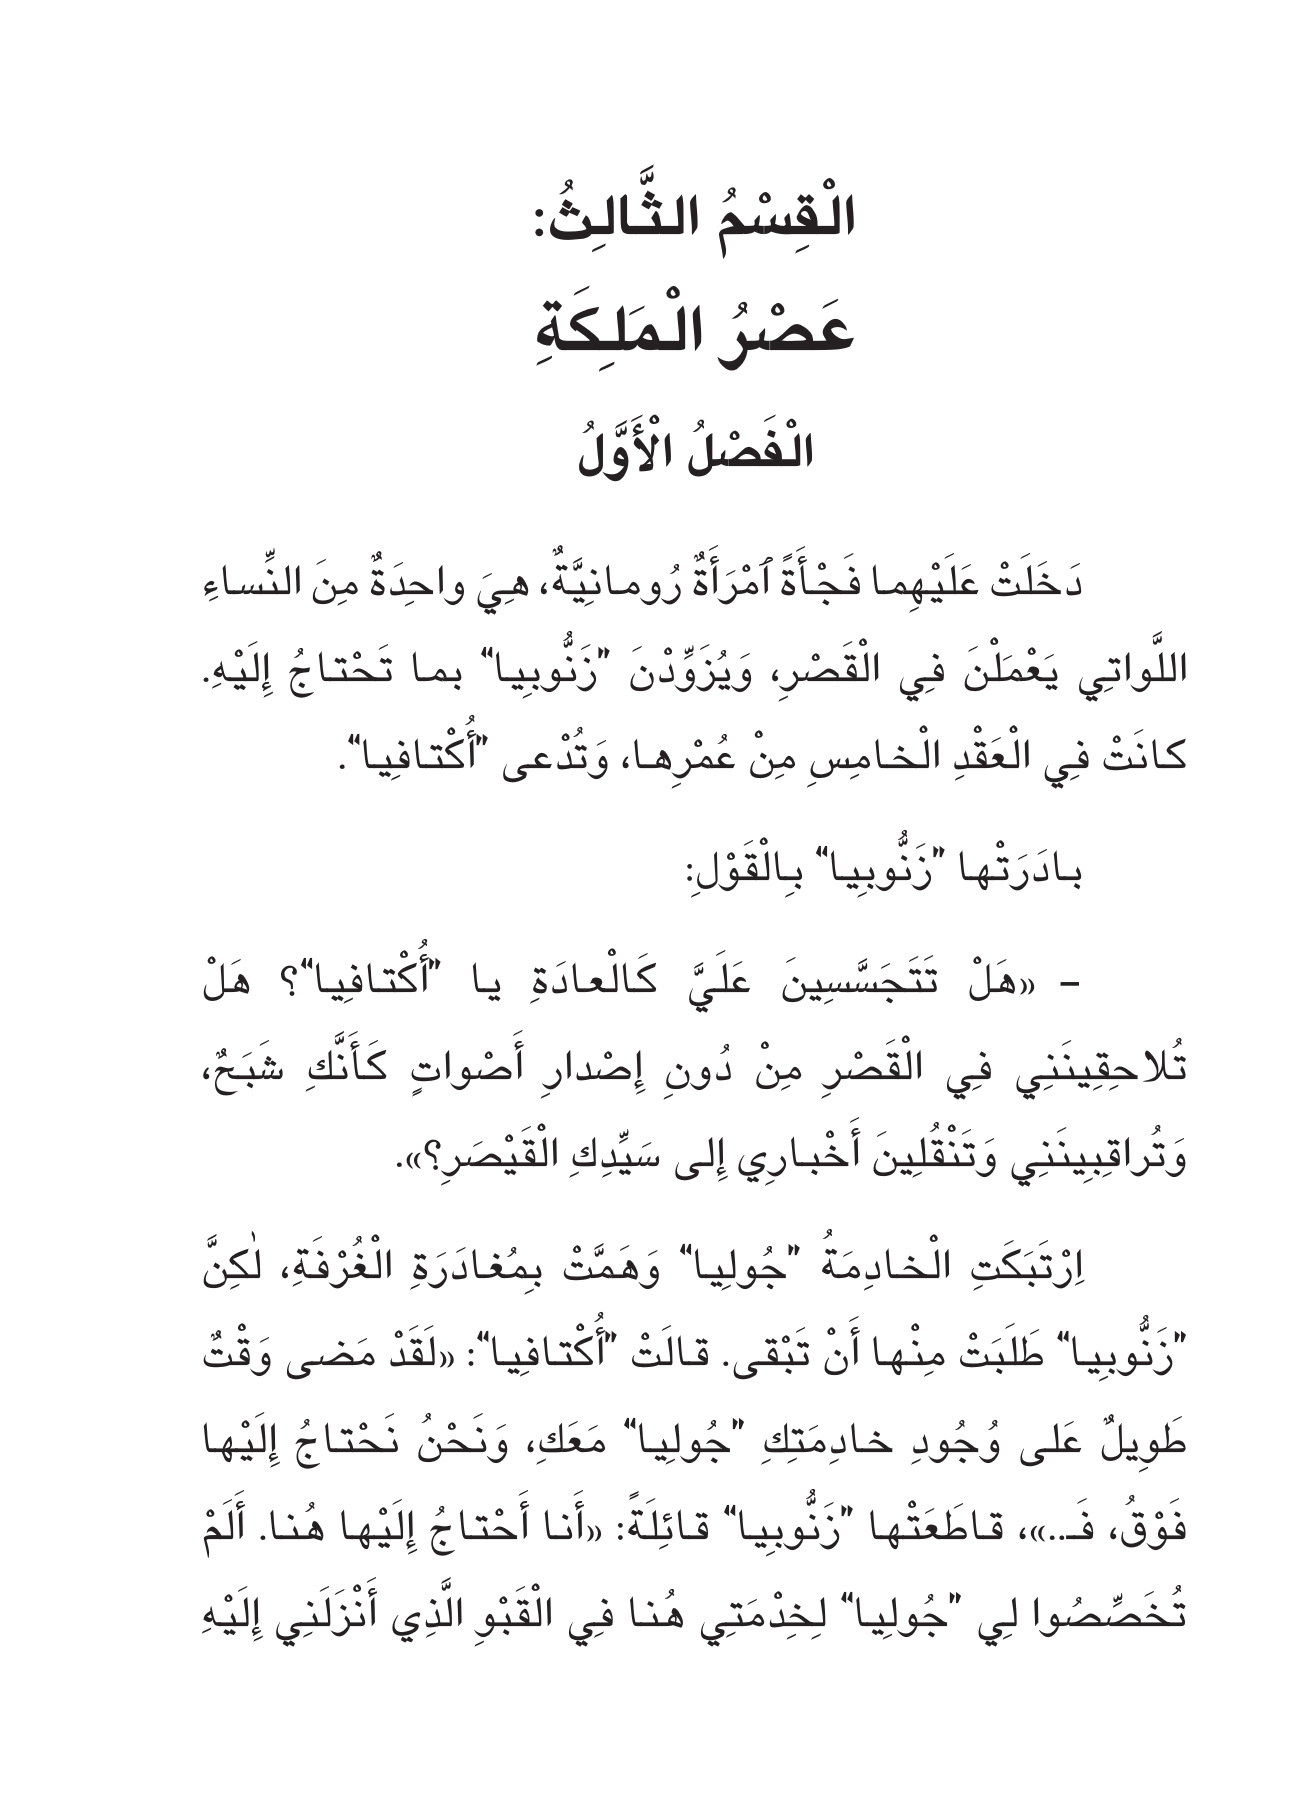 الْقِسْمُ الثَّالِثُ:
عَصْرُ الْمَلِكَةِ
الْفَصْلُ الْأَوَّلُ
دَخَلَتْ عَلَيْهِما فَجْأَةً ٱمْرَأَةٌ رُومانِيَّةٌ، هِيَ واحِدَةٌ مِنَ النِّساءِ
اللَّواتِي يَعْمَلْنَ فِي الْقَصْرِ، وَيُزَوِّدْنَ ”زَنُّوبِيا“ بما تَحْتاجُ إِلَيْهِ.
كانَتْ فِي الْعَقْدِ الْخامِسِ مِنْ عُمْرِها، وَتُدْعى ”أُكْتافِيا“.
بادَرَتْها ”زَنُّوبِيا“ بِالْقَوْلِ:
– «هَلْ تَتَجَسَّسِينَ عَلَيَّ كَالْعادَةِ يا ”أُكْتافِيا“؟ هَلْ
تُلاحِقِينَنِي فِي الْقَصْرِ مِنْ دُونِ إِصْدارِ أَصْواتٍ كَأَنَّكِ شَبَحٌ،
وَتُراقِبِينَنِي وَتَنْقُلِينَ أَخْبارِي إِلى سَيِّدِكِ الْقَيْصَرِ؟».
اِرْتَبَكَتِ الْخادِمَةُ ”جُولِيا“ وَهَمَّتْ بِمُغادَرَةِ الْغُرْفَةِ، لٰكِنَّ
”زَنُّوبِيا“ طَلَبَتْ مِنْها أَنْ تَبْقى. قالَتْ ”أُكْتافِيا“: «لَقَدْ مَضى وَقْتٌ
طَوِيلٌ عَلى وُجُودِ خادِمَتِكِ ”جُولِيا“ مَعَكِ، وَنَحْنُ نَحْتاجُ إِلَيْها
فَوْقُ، فَـ..»، قاطَعَتْها ”زَنُّوبِيا“ قائِلَةً: «أَنا أَحْتاجُ إِلَيْها هُنا. أَلَمْ
تُخَصِّصُوا لِي ”جُولِيا“ لِخِدْمَتِي هُنا فِي الْقَبْوِ الَّذِي أَنْزَلَنِي إِلَيْهِ